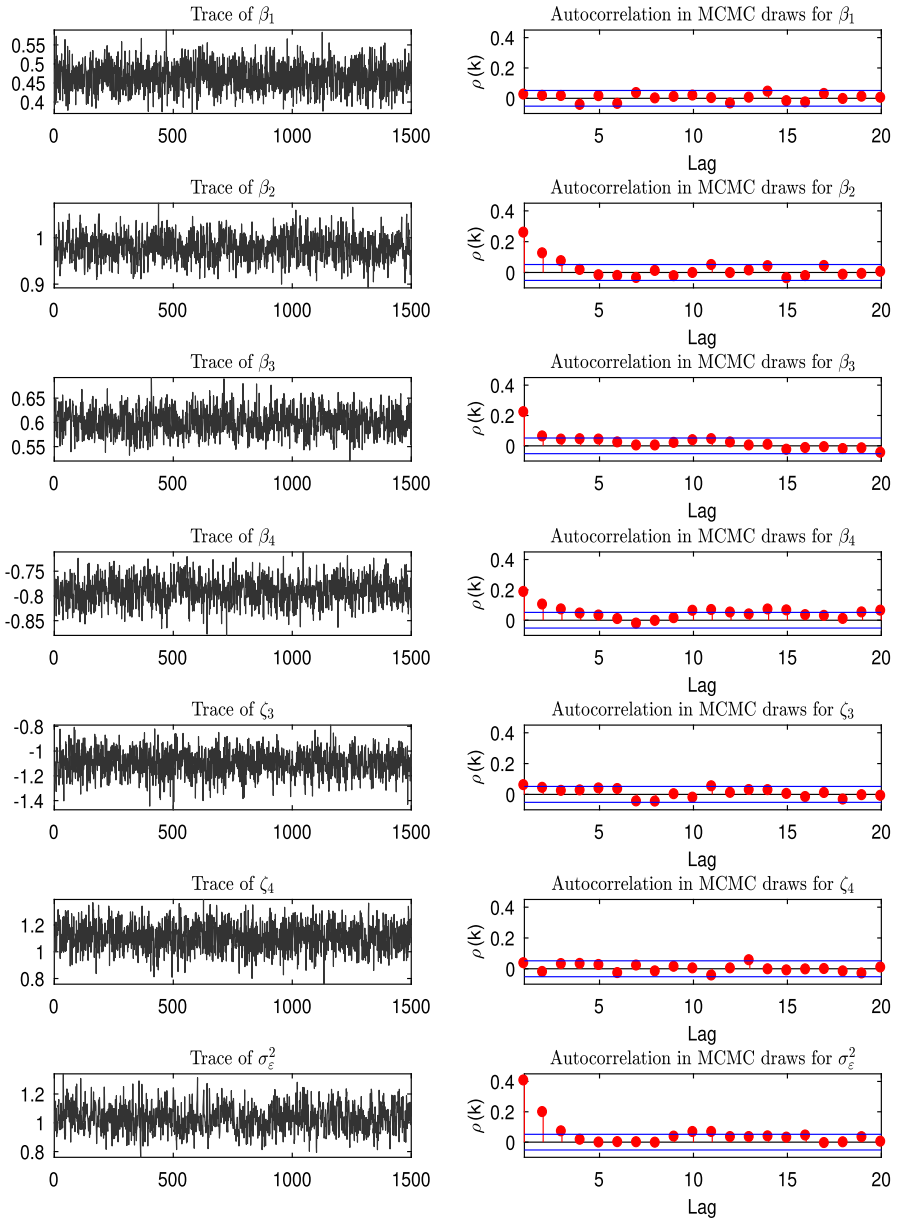 Trace of β₁
0.55
0.5
0.45
0.4
0 500 1000 1500
Autocorrelation in MCMC draws for β₁
0.4
0.2
0
ρ(k)
5 10 15 20
Lag
Trace of β₂
1
0.9
0 500 1000 1500
Autocorrelation in MCMC draws for β₂
0.4
0.2
0
ρ(k)
5 10 15 20
Lag
Trace of β₃
0.65
0.6
0.55
0 500 1000 1500
Autocorrelation in MCMC draws for β₃
0.4
0.2
0
ρ(k)
5 10 15 20
Lag
Trace of β₄
-0.75
-0.8
-0.85
0 500 1000 1500
Autocorrelation in MCMC draws for β₄
0.4
0.2
0
ρ(k)
5 10 15 20
Lag
Trace of ζ₃
-0.8
-1
-1.2
-1.4
0 500 1000 1500
Autocorrelation in MCMC draws for ζ₃
0.4
0.2
0
ρ(k)
5 10 15 20
Lag
Trace of ζ₄
1.2
1
0.8
0 500 1000 1500
Autocorrelation in MCMC draws for ζ₄
0.4
0.2
0
ρ(k)
5 10 15 20
Lag
Trace of σ²_ε
1.2
1
0.8
0 500 1000 1500
Autocorrelation in MCMC draws for σ²_ε
0.4
0.2
0
ρ(k)
5 10 15 20
Lag